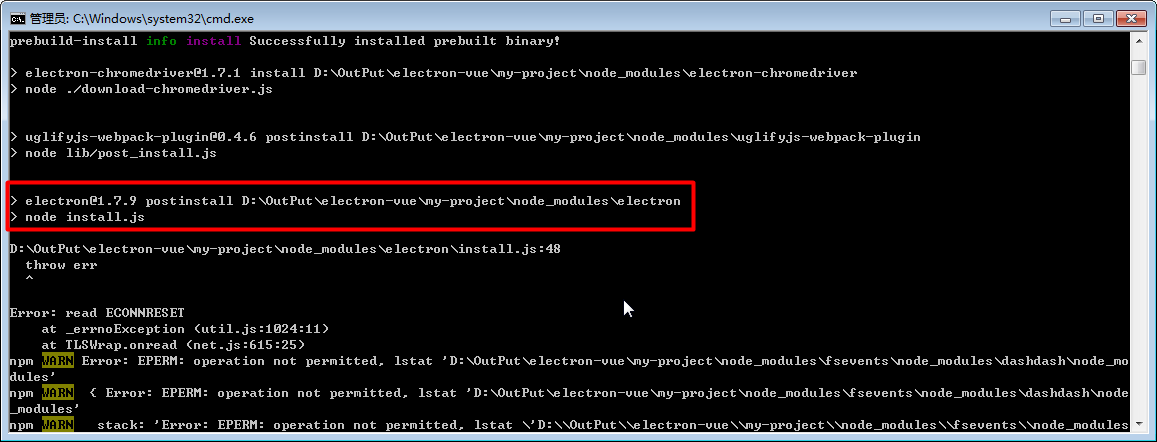 管理员: C:\Windows\system32\cmd.exe
prebuild-install info install Successfully installed prebuilt binary!
> electron-chromedriver@1.7.1 install D:\OutPut\electron-vue\my-project\node_modules\electron-chromedriver
> node ./download-chromedriver.js
> uglifyjs-webpack-plugin@0.4.6 postinstall D:\OutPut\electron-vue\my-project\node_modules\uglifyjs-webpack-plugin
> node lib/post_install.js
> electron@1.7.9 postinstall D:\OutPut\electron-vue\my-project\node_modules\electron
> node install.js
D:\OutPut\electron-vue\my-project\node_modules\electron\install.js:48
  throw err
  ^
Error: read ECONNRESET
    at _errnoException (util.js:1024:11)
    at TLSWrap.onread (net.js:615:25)
npm WARN Error: EPERM: operation not permitted, lstat 'D:\OutPut\electron-vue\my-project\node_modules\fsevents\node_modules\dashdash\node_mo
dules'
npm WARN  { Error: EPERM: operation not permitted, lstat 'D:\OutPut\electron-vue\my-project\node_modules\fsevents\node_modules\dashdash\node
_modules'
npm WARN   stack: 'Error: EPERM: operation not permitted, lstat \'D:\\OutPut\\electron-vue\\my-project\\node_modules\\fsevents\\node_modules